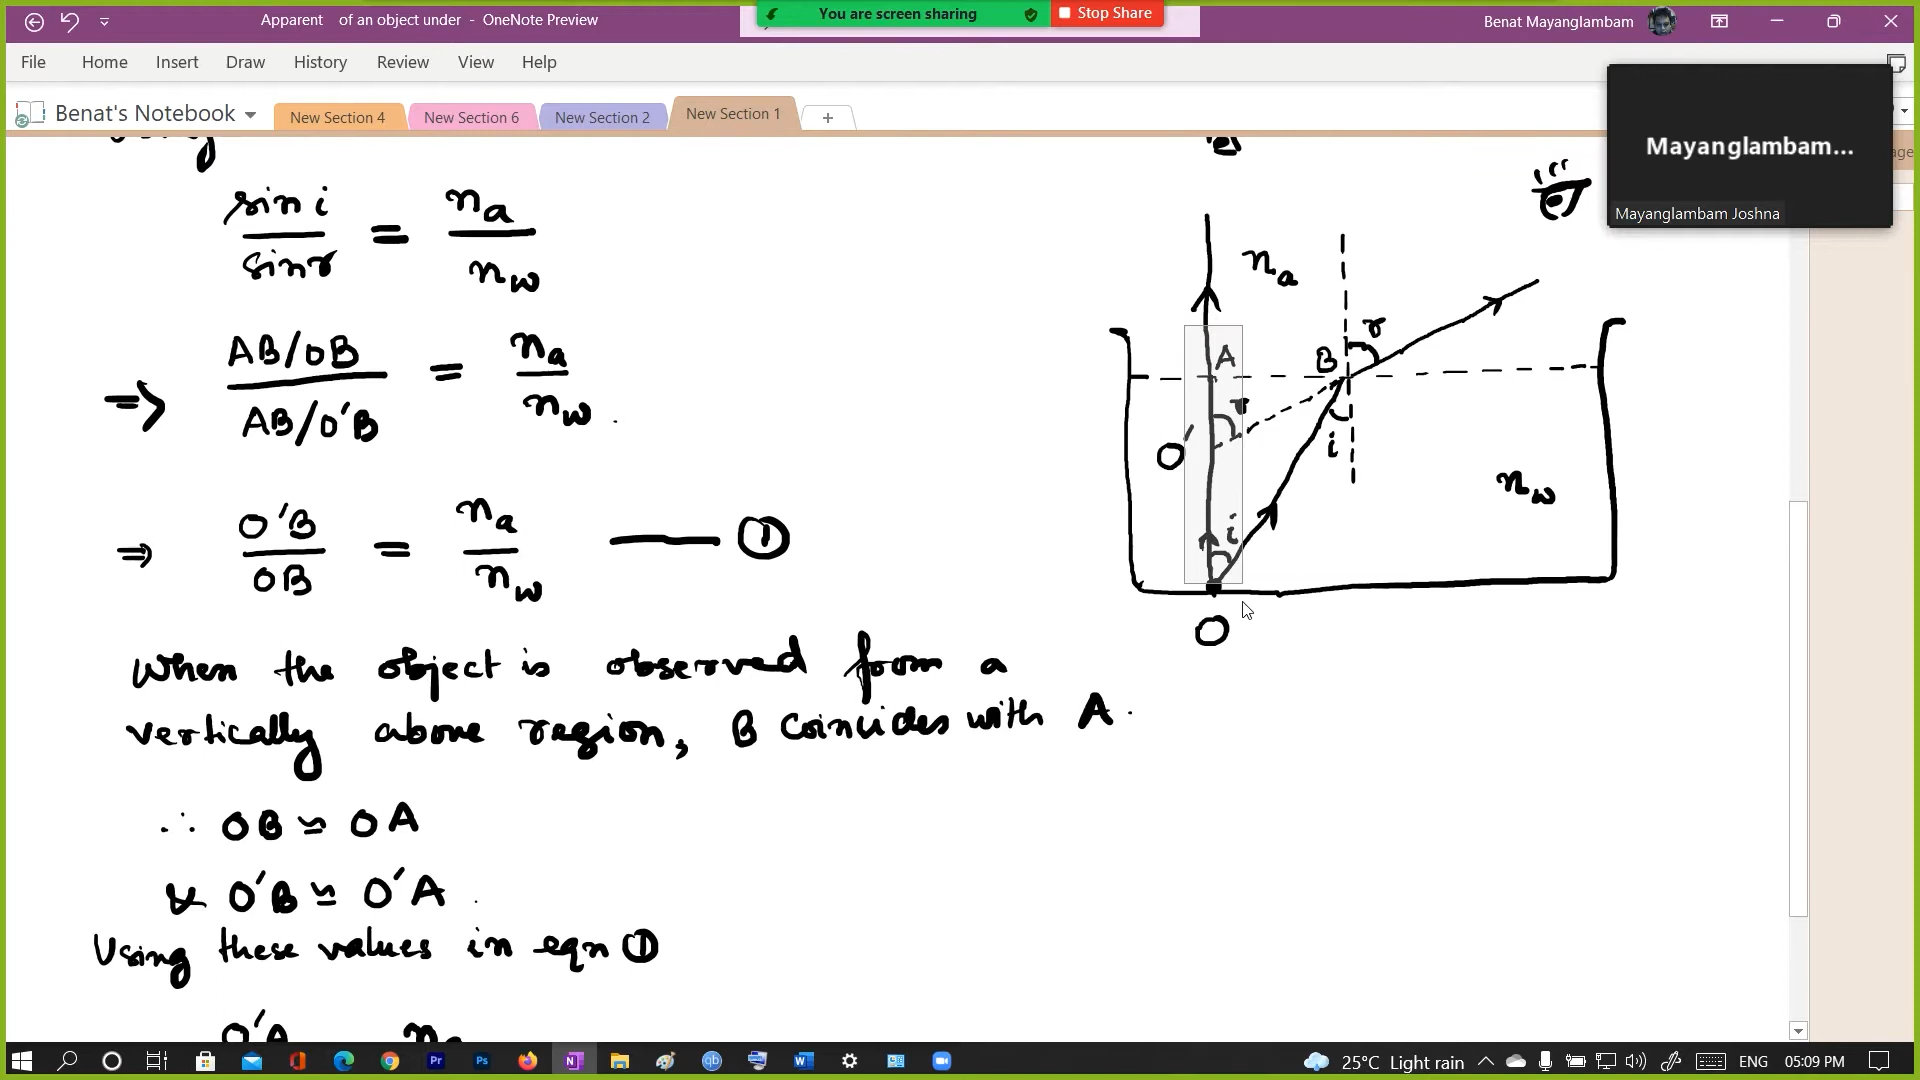 Apparent of an object under - OneNote Preview
You are screen sharing
Stop Share
Benat Mayanglambam
File Home Insert Draw History Review View Help
Benat's Notebook
New Section 4
New Section 6
New Section 2
New Section 1
+
age
Mayanglambam...
Mayanglambam Joshna
sin i / sin r = na / nw
=> AB/OB / AB/O'B = na / nw .
=> O'B / OB = na / nw —— ①
When the object is observed from a
vertically above region, B coincides with A.
∴ OB ≃ OA
& O'B ≃ O'A .
Using these values in eqn ①
O'A na
na
A
B
r
r
O'
i
i
nw
O
25°C Light rain
ENG
05:09 PM